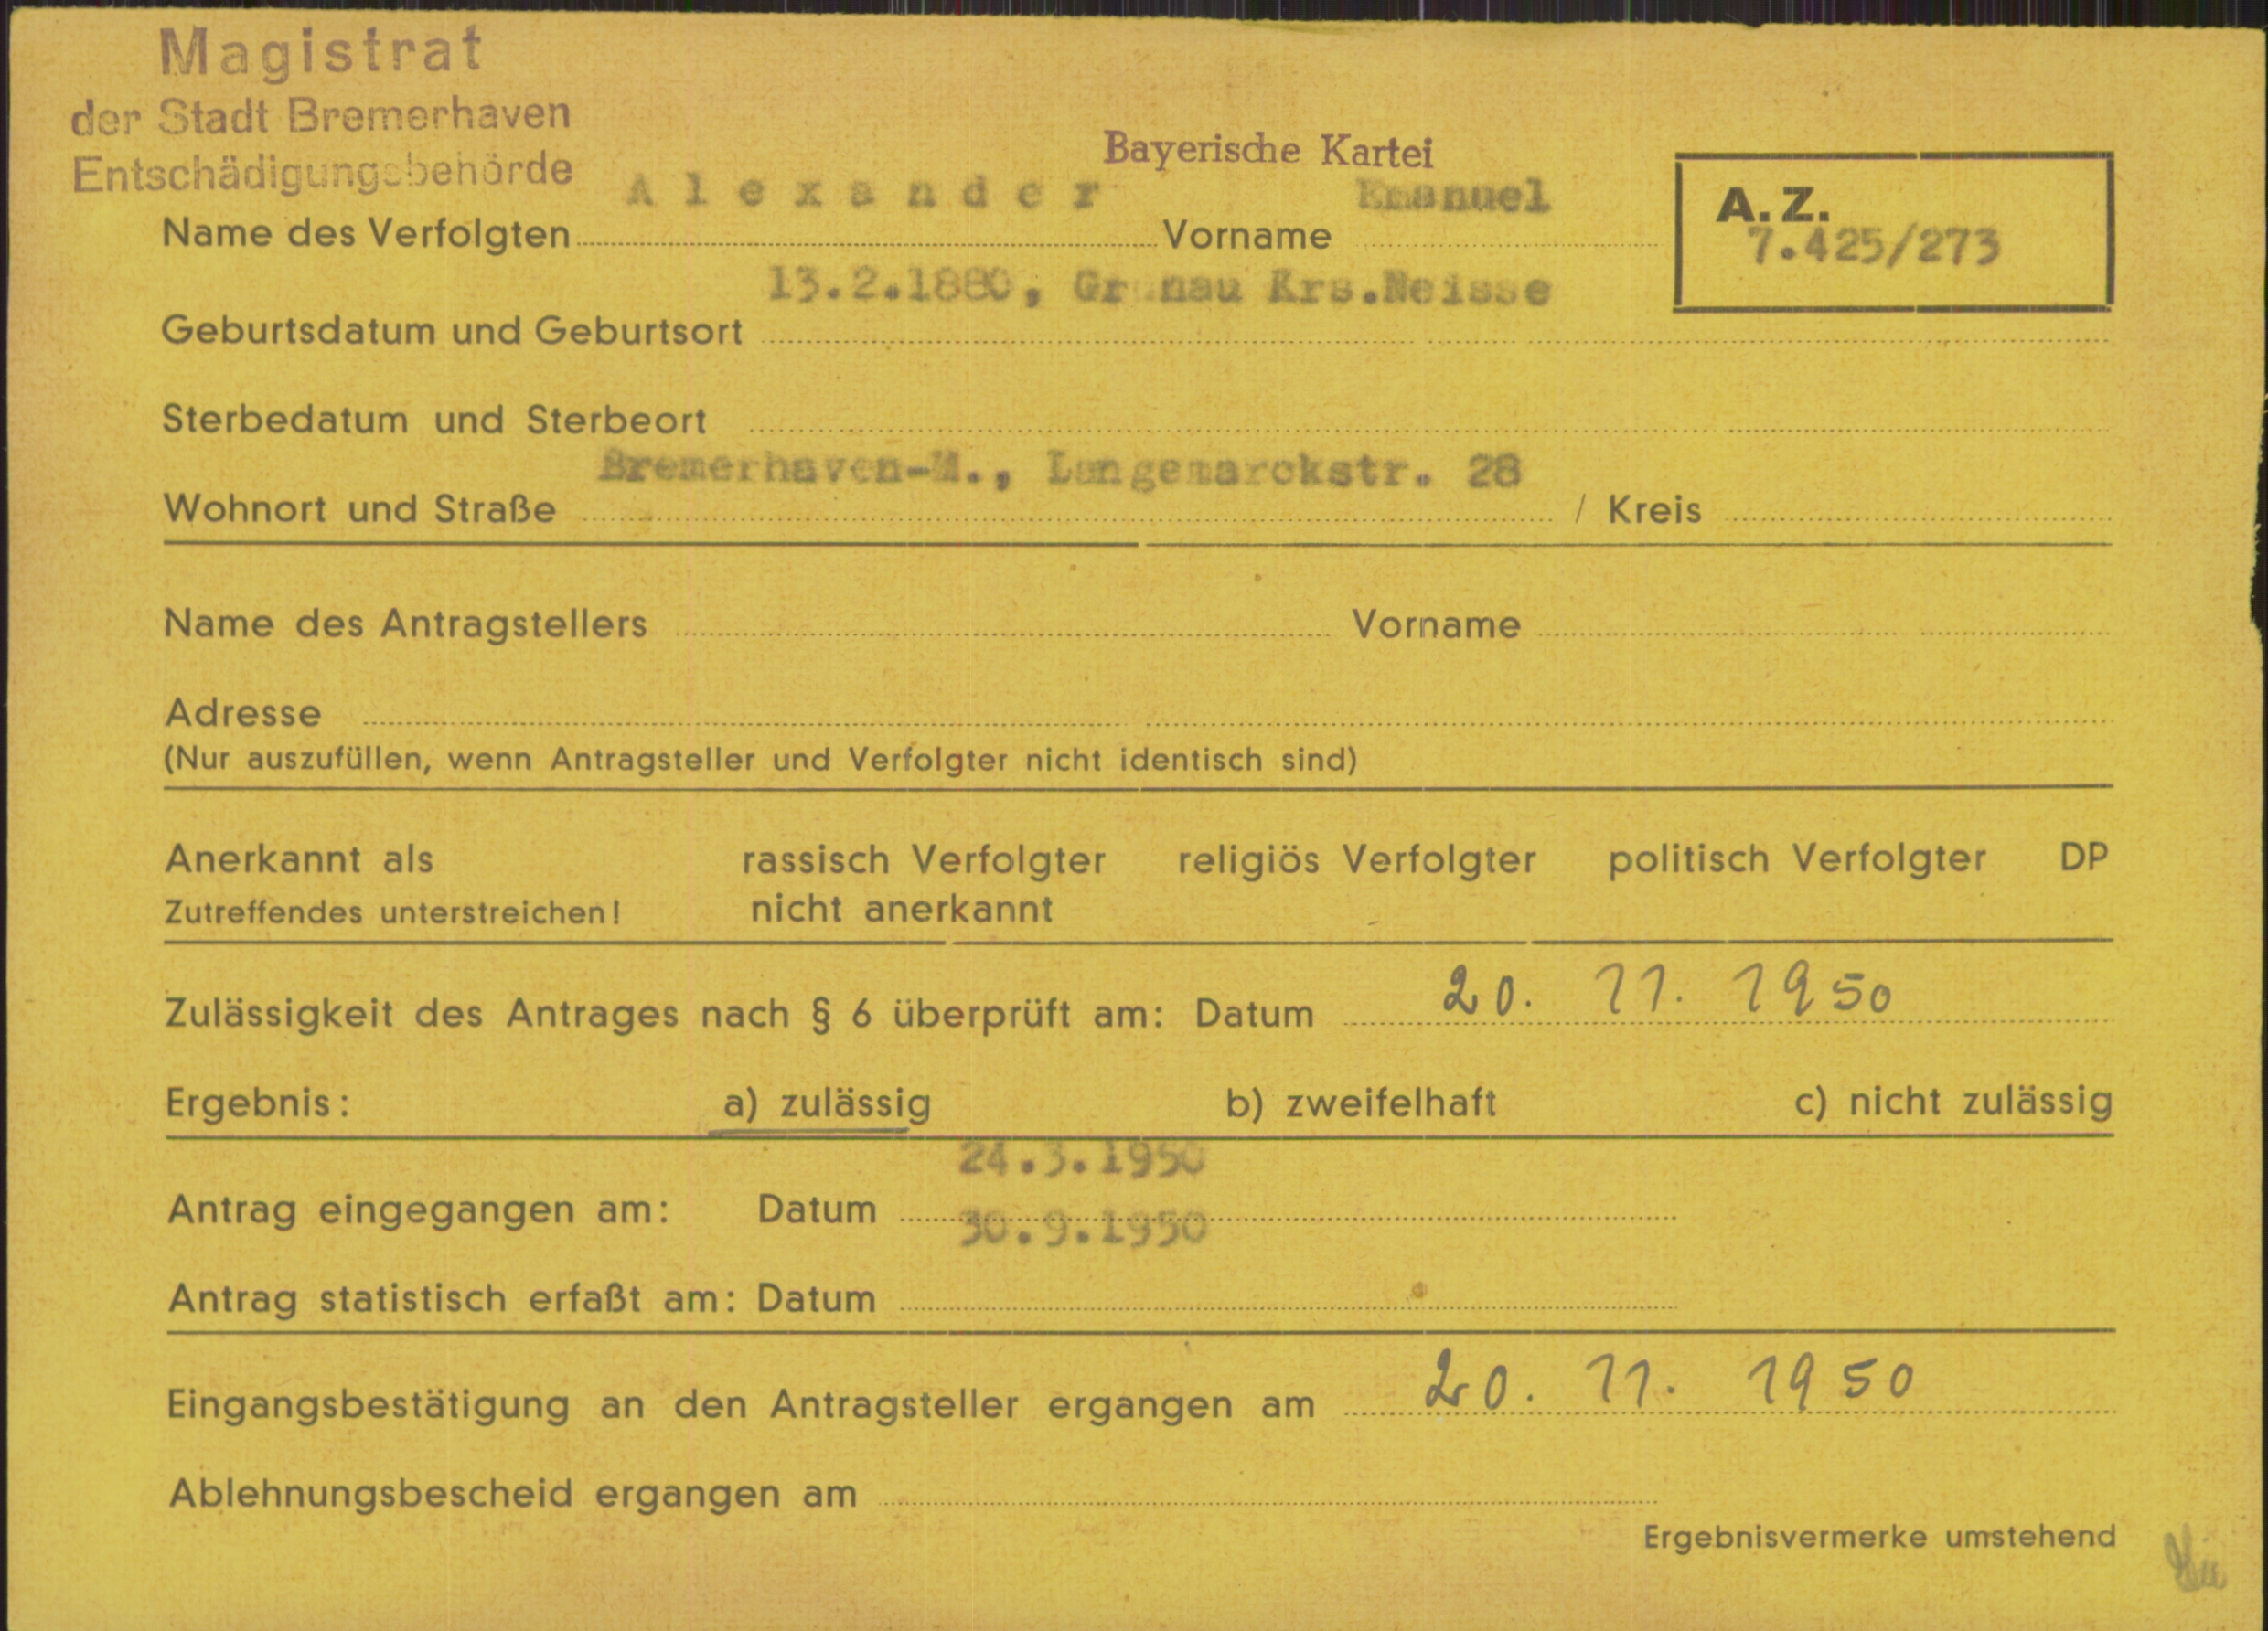 Magistrat
der Stadt Bremerhaven
Entschädigungsbehörde
Bayerische Kartei
Alexander Emanuel
Name des Verfolgten Vorname
A.Z.
7.425/273
13.2.1880, Krs.Neisse
Geburtsdatum und Geburtsort
Sterbedatum und Sterbeort
Bremerhaven-M., Langemarckstr. 28
Wohnort und Straße / Kreis
Name des Antragstellers Vorname
Adresse
(Nur auszufüllen, wenn Antragsteller und Verfolgter nicht identisch sind)
Anerkannt als rassisch Verfolgter religiös Verfolgter politisch Verfolgter DP
Zutreffendes unterstreichen! nicht anerkannt
Zulässigkeit des Antrages nach § 6 überprüft am: Datum 20. 11. 1950
Ergebnis: a) zulässig b) zweifelhaft c) nicht zulässig
24.3.1950
Antrag eingegangen am: Datum
30.9.1950
Antrag statistisch erfaßt am: Datum
Eingangsbestätigung an den Antragsteller ergangen am 20. 11. 1950
Ablehnungsbescheid ergangen am
Ergebnisvermerke umstehend